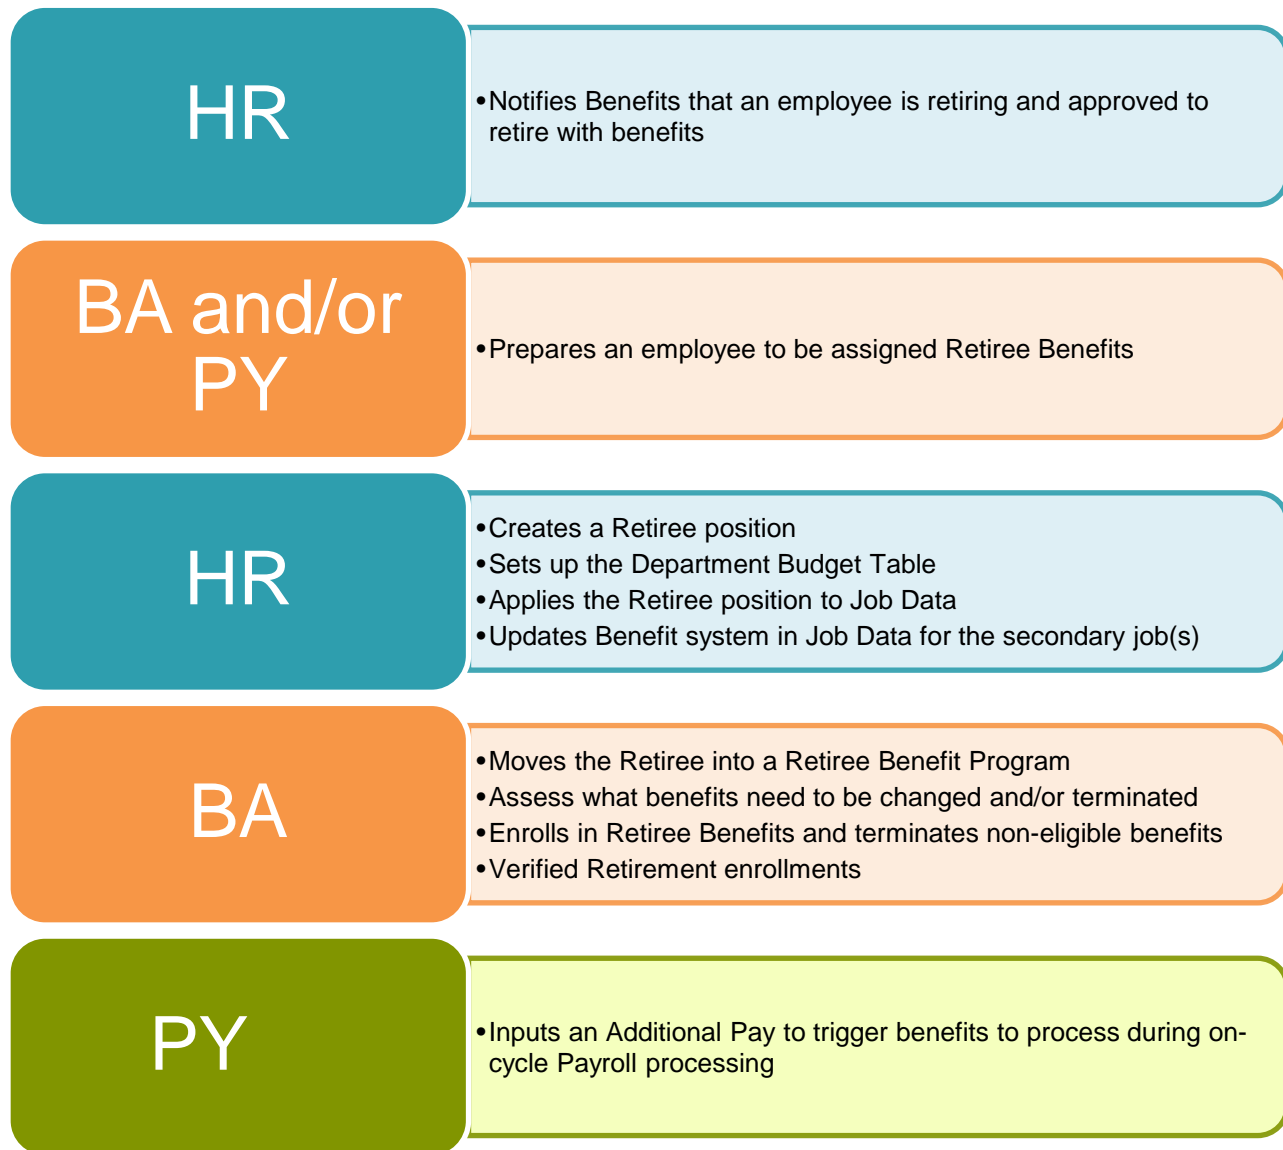 HR
•Notifies Benefits that an employee is retiring and approved to
retire with benefits
BA and/or
PY
•Prepares an employee to be assigned Retiree Benefits
HR
•Creates a Retiree position
•Sets up the Department Budget Table
•Applies the Retiree position to Job Data
•Updates Benefit system in Job Data for the secondary job(s)
BA
•Moves the Retiree into a Retiree Benefit Program
•Assess what benefits need to be changed and/or terminated
•Enrolls in Retiree Benefits and terminates non-eligible benefits
•Verified Retirement enrollments
PY
•Inputs an Additional Pay to trigger benefits to process during on-
cycle Payroll processing